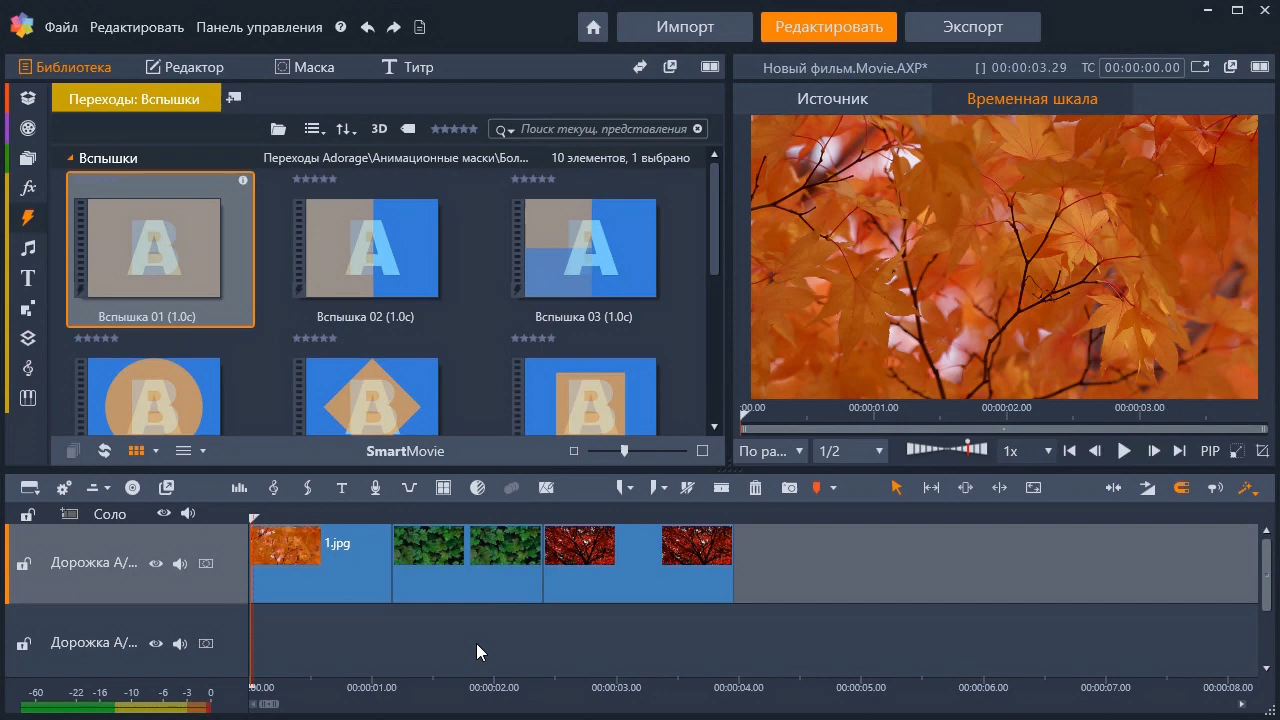 Файл Редактировать Панель управления
Импорт Редактировать Экспорт
Библиотека Редактор Маска Титр
Новый фильм.Movie.AXP* [] 00:00:03.29 TC 00:00:00.00
Переходы: Вспышки
Источник Временная шкала
3D Поиск текущ. представления
Вспышки Переходы Adorage\Анимационные маски\Бол... 10 элементов, 1 выбрано
Вспышка 01 (1.0с) Вспышка 02 (1.0с) Вспышка 03 (1.0с)
:00.00 00:00:01.00 00:00:02.00 00:00:03.00
SmartMovie
По ра... 1/2 1x PIP
Соло
Дорожка А/...
1.jpg
Дорожка А/...
-60 -22 -16 -10 -6 -3 0
:00.00 00:00:01.00 00:00:02.00 00:00:03.00 00:00:04.00 00:00:05.00 00:00:06.00 00:00:07.00 00:00:08.00